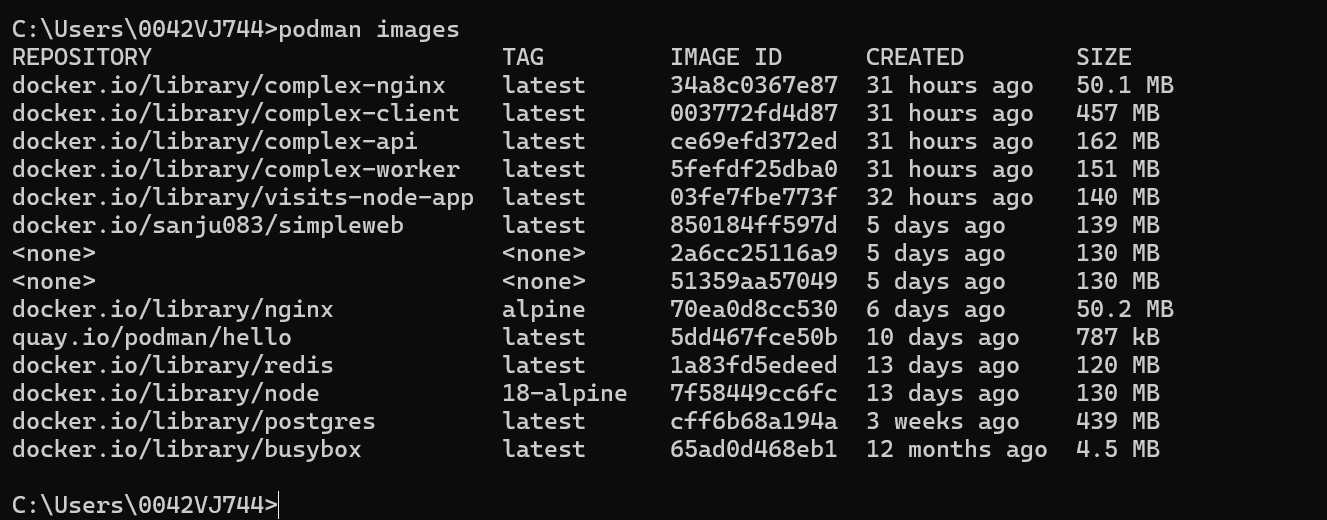 C:\Users\0042VJ744>podman images
REPOSITORY TAG IMAGE ID CREATED SIZE
docker.io/library/complex-nginx latest 34a8c0367e87 31 hours ago 50.1 MB
docker.io/library/complex-client latest 003772fd4d87 31 hours ago 457 MB
docker.io/library/complex-api latest ce69efd372ed 31 hours ago 162 MB
docker.io/library/complex-worker latest 5fefdf25dba0 31 hours ago 151 MB
docker.io/library/visits-node-app latest 03fe7fbe773f 32 hours ago 140 MB
docker.io/sanju083/simpleweb latest 850184ff597d 5 days ago 139 MB
<none> <none> 2a6cc25116a9 5 days ago 130 MB
<none> <none> 51359aa57049 5 days ago 130 MB
docker.io/library/nginx alpine 70ea0d8cc530 6 days ago 50.2 MB
quay.io/podman/hello latest 5dd467fce50b 10 days ago 787 kB
docker.io/library/redis latest 1a83fd5edeed 13 days ago 120 MB
docker.io/library/node 18-alpine 7f58449cc6fc 13 days ago 130 MB
docker.io/library/postgres latest cff6b68a194a 3 weeks ago 439 MB
docker.io/library/busybox latest 65ad0d468eb1 12 months ago 4.5 MB
C:\Users\0042VJ744>